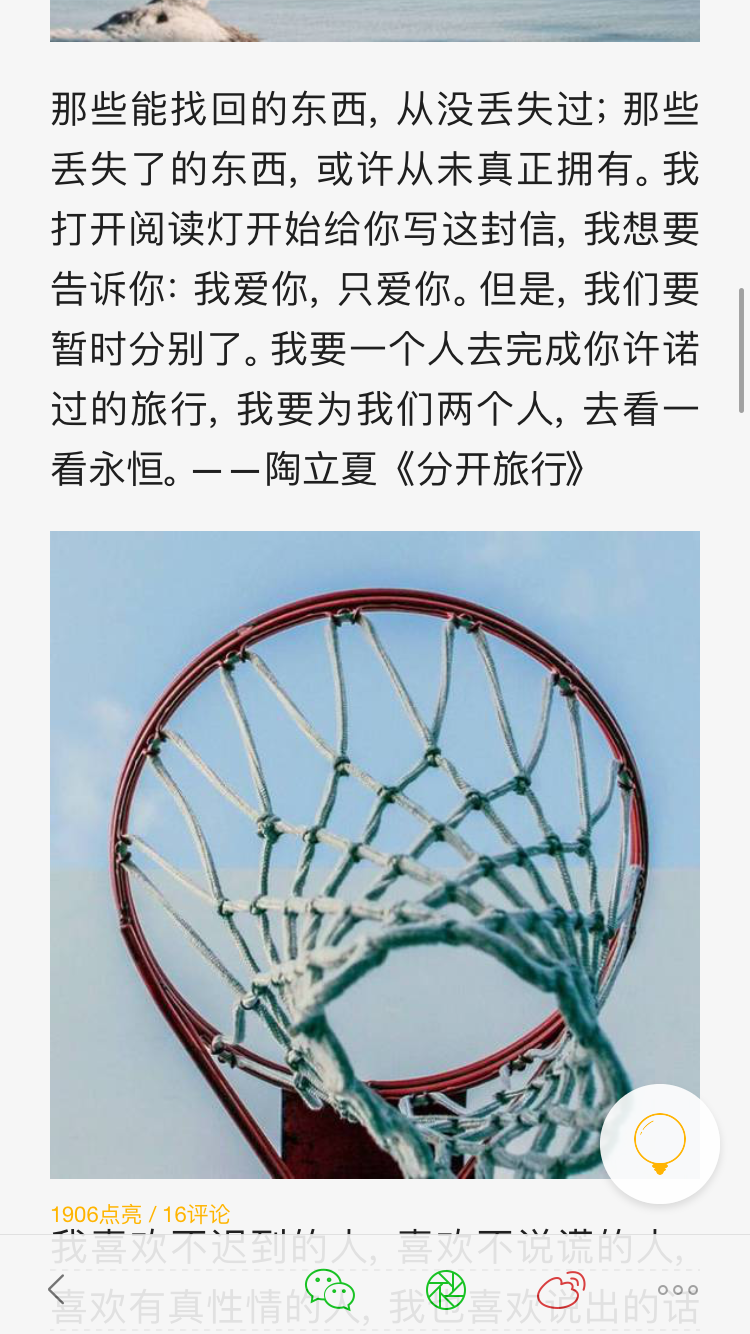 那些能找回的东西, 从没丢失过; 那些
丢失了的东西, 或许从未真正拥有。我
打开阅读灯开始给你写这封信, 我想要
告诉你: 我爱你, 只爱你。但是, 我们要
暂时分别了。我要一个人去完成你许诺
过的旅行, 我要为我们两个人, 去看一
看永恒。——陶立夏《分开旅行》
1906点亮 / 16评论
我喜欢不迟到的人, 喜欢不说谎的人,
喜欢有真性情的人, 我也喜欢说出的话